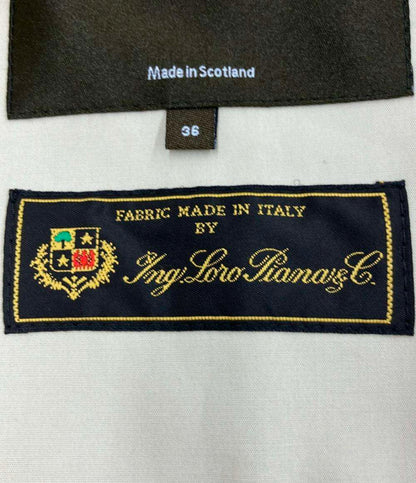 Made in Scotland
36
FABRIC MADE IN ITALY
BY
Ing. Loro Piana & C.